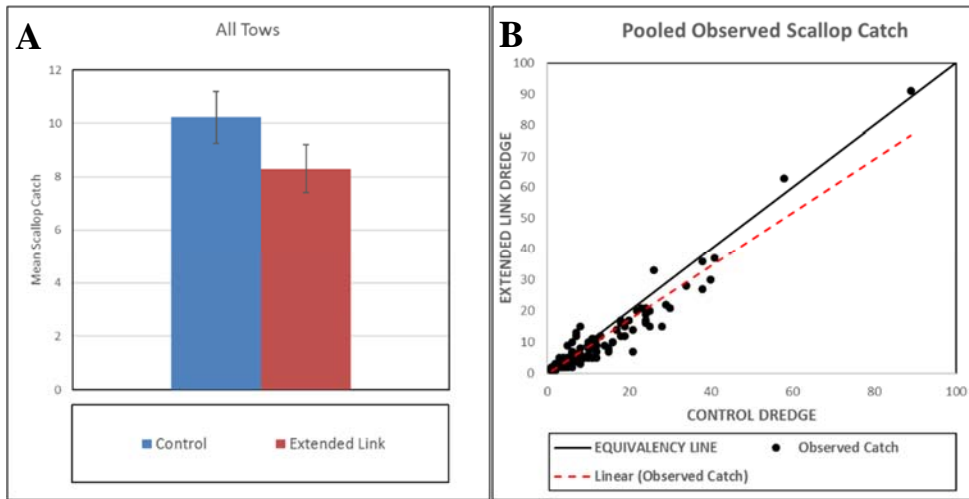 A
All Tows
Mean Scallop Catch
12
10
8
6
4
2
0
Control
Extended Link
B
Pooled Observed Scallop Catch
EXTENDED LINK DREDGE
100
90
80
70
60
50
40
30
20
10
0
0 20 40 60 80 100
CONTROL DREDGE
EQUIVALENCY LINE
Observed Catch
Linear (Observed Catch)